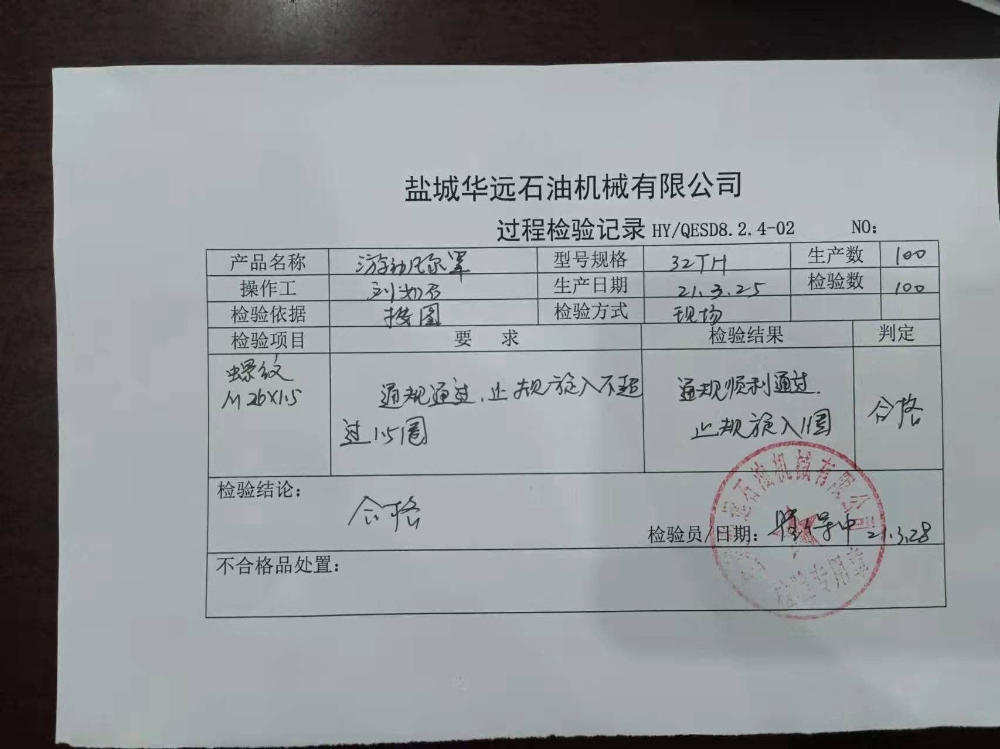 盐城华远石油机械有限公司
过程检验记录 HY/QESD8.2.4-02 NO:
产品名称 游动凡尔罩 型号规格 32TH 生产数 100
操作工 生产日期 21.3.25 检验数 100
检验依据 按图 检验方式 现场
检验项目 要 求 检验结果 判定
螺纹
M26X1.5
通规通过,止规旋入不超
过1.5圈
通规顺利通过.
止规旋入1圈
合格
检验结论:
合格
检验员/日期: 21.3.28
不合格品处置:
远石油机械有限公司
检验专用章